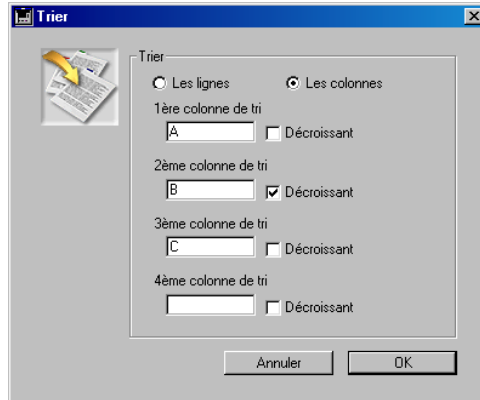 Trier
Trier
Les lignes
Les colonnes
1ère colonne de tri
A
Décroissant
2ème colonne de tri
B
Décroissant
3ème colonne de tri
C
Décroissant
4ème colonne de tri
Décroissant
Annuler
OK